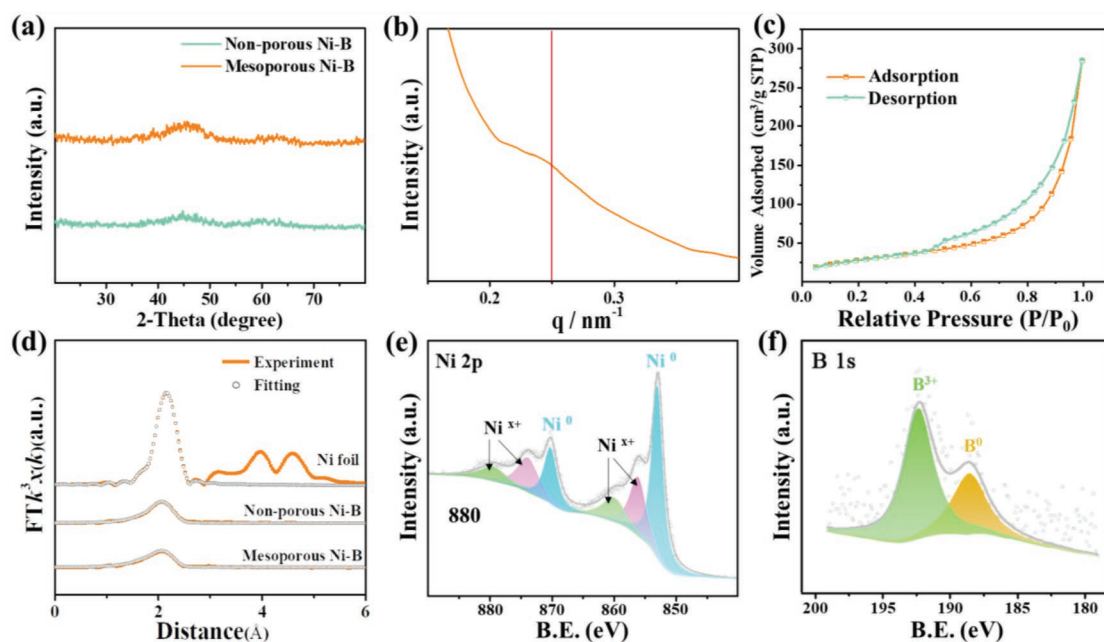 (a)
Non-porous Ni-B
Mesoporous Ni-B
Intensity (a.u.)
30 40 50 60 70
2-Theta (degree)
(b)
Intensity (a.u.)
0.2 0.3
q / nm⁻¹
(c)
Adsorption
Desorption
Volume Adsorbed (cm³/g STP)
300
250
200
150
100
50
0.0 0.2 0.4 0.6 0.8 1.0
Relative Pressure (P/P₀)
(d)
Experiment
Fitting
FTk³χ(k)(a.u.)
Ni foil
Non-porous Ni-B
Mesoporous Ni-B
0 2 4 6
Distance(Å)
(e)
Ni 2p
Ni ⁰
Ni ˣ⁺
Ni ⁰
Ni ˣ⁺
880
Intensity (a.u.)
880 870 860 850
B.E. (eV)
(f)
B 1s
B³⁺
B⁰
Intensity (a.u.)
200 195 190 185 180
B.E. (eV)